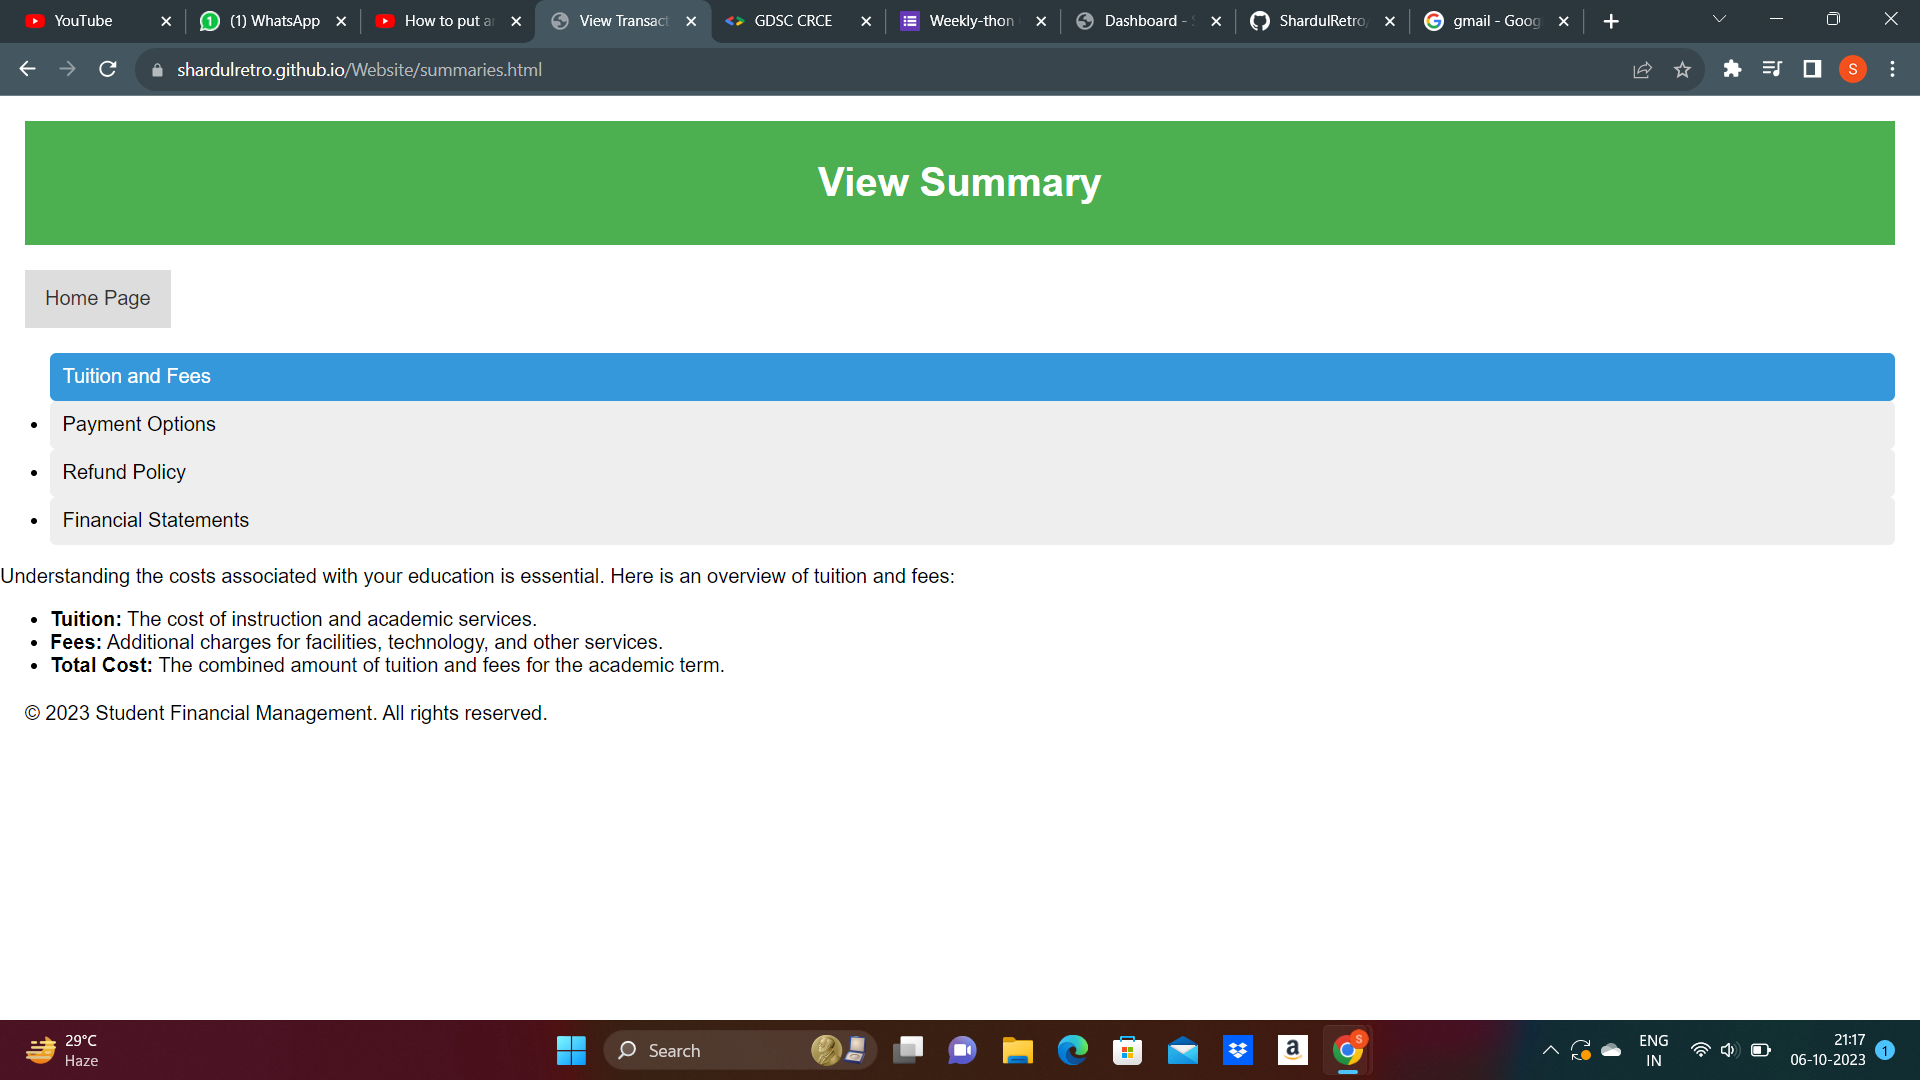 YouTube
(1) WhatsApp
How to put a
View Transact
GDSC CRCE
Weekly-thon
Dashboard - S
ShardulRetro/
gmail - Goog
shardulretro.github.io/Website/summaries.html
S
View Summary
Home Page
Tuition and Fees
• Payment Options
• Refund Policy
• Financial Statements
Understanding the costs associated with your education is essential. Here is an overview of tuition and fees:
• Tuition: The cost of instruction and academic services.
• Fees: Additional charges for facilities, technology, and other services.
• Total Cost: The combined amount of tuition and fees for the academic term.
© 2023 Student Financial Management. All rights reserved.
29°C
Haze
Search
a
S
ENG
IN
21:17
06-10-2023
1